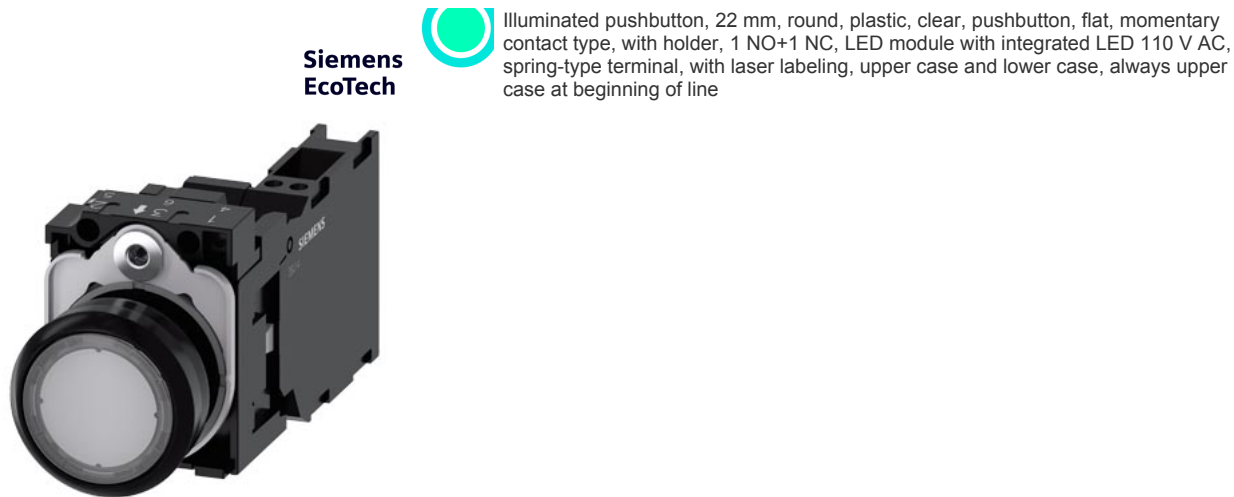 Siemens
EcoTech
Illuminated pushbutton, 22 mm, round, plastic, clear, pushbutton, flat, momentary
contact type, with holder, 1 NO+1 NC, LED module with integrated LED 110 V AC,
spring-type terminal, with laser labeling, upper case and lower case, always upper
case at beginning of line
SIEMENS